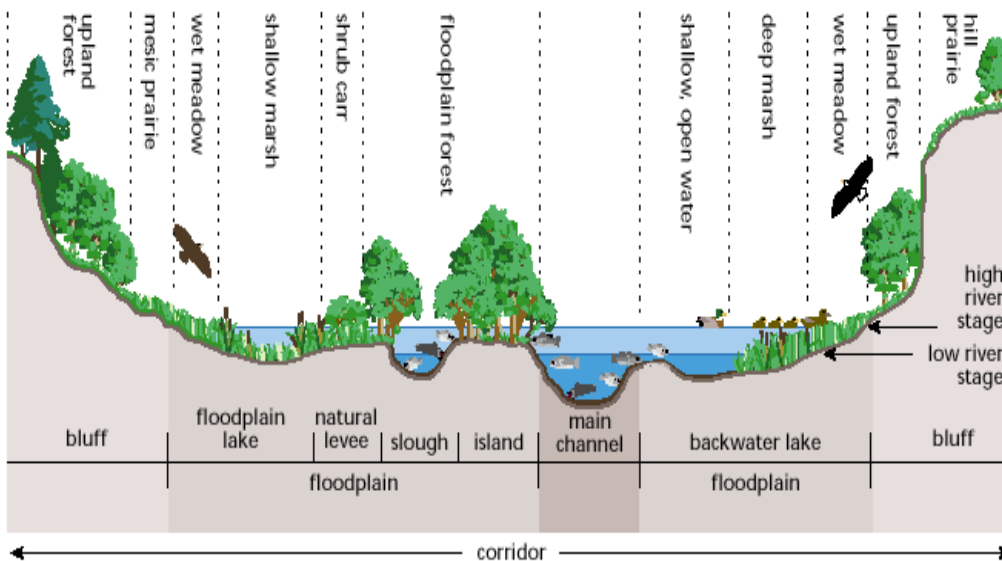 upland
forest
mesic prairie
wet meadow
shallow marsh
shrub carr
floodplain forest
shallow, open water
deep marsh
wet meadow
upland forest
hill
prairie
high
river
stage
low river
stage
bluff
floodplain
lake
natural
levee
slough
island
main
channel
backwater lake
bluff
floodplain
floodplain
corridor